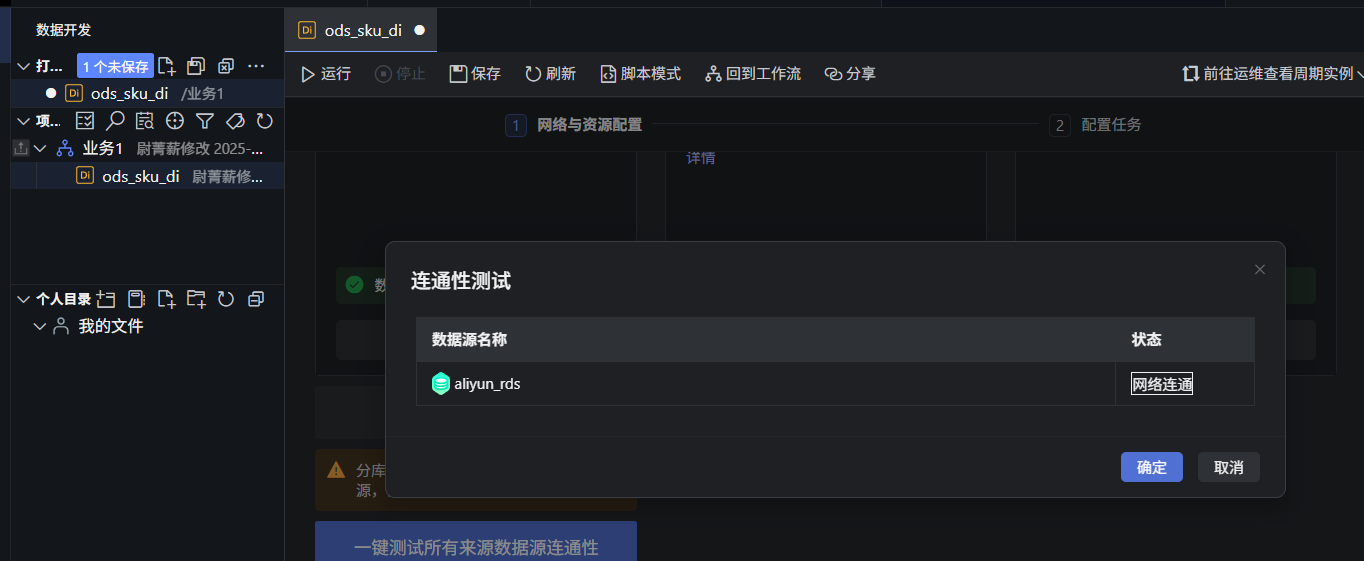 数据开发
ods_sku_di
打...
1 个未保存
ods_sku_di /业务1
运行
停止
保存
刷新
脚本模式
回到工作流
分享
前往运维查看周期实例
项...
业务1 尉菁薪修改 2025-...
ods_sku_di 尉菁薪修...
1 网络与资源配置
2 配置任务
详情
数
连通性测试
数据源名称 状态
aliyun_rds 网络连通
确定 取消
个人目录
我的文件
分库
源，
一键测试所有来源数据源连通性